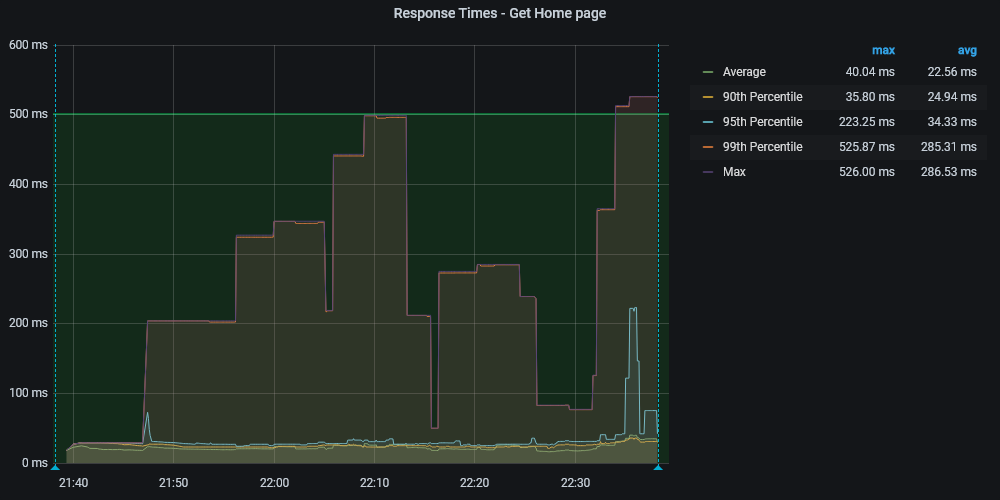 Response Times - Get Home page
600 ms
500 ms
400 ms
300 ms
200 ms
100 ms
0 ms
21:40 21:50 22:00 22:10 22:20 22:30
max avg
Average 40.04 ms 22.56 ms
90th Percentile 35.80 ms 24.94 ms
95th Percentile 223.25 ms 34.33 ms
99th Percentile 525.87 ms 285.31 ms
Max 526.00 ms 286.53 ms